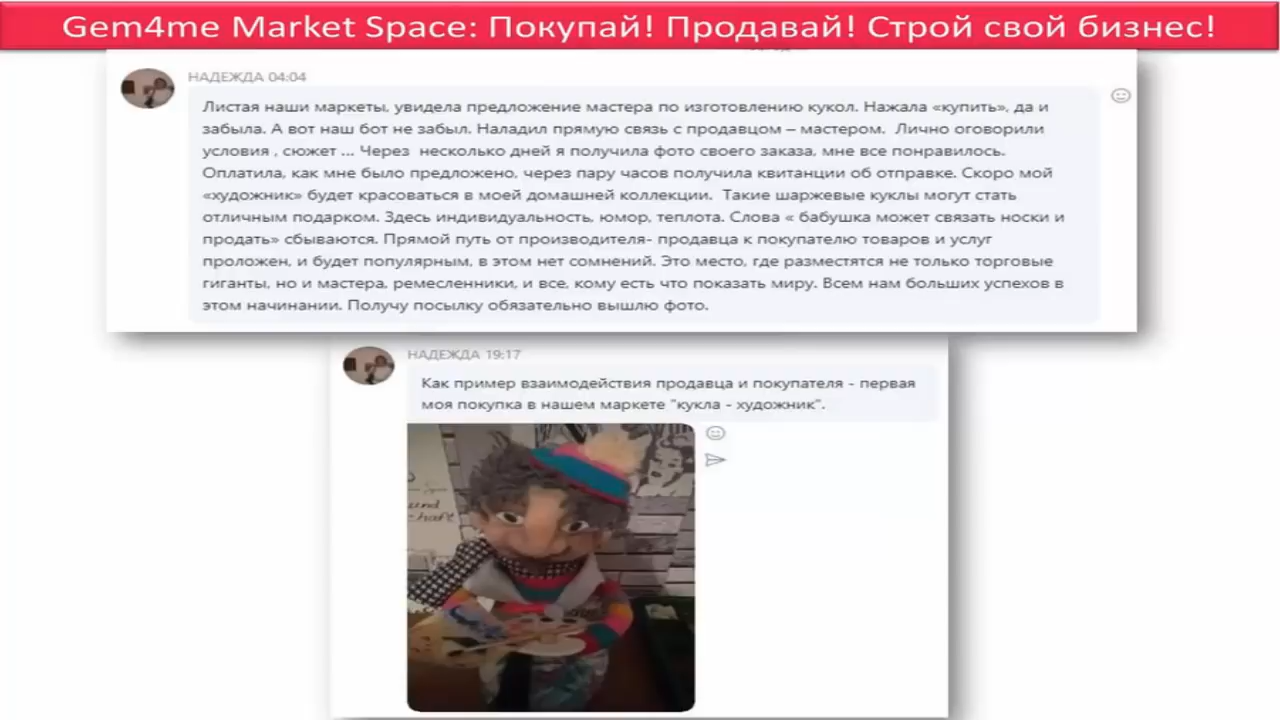 Gem4me Market Space: Покупай! Продавай! Строй свой бизнес!
НАДЕЖДА 04:04
Листая наши маркеты, увидела предложение мастера по изготовлению кукол. Нажала «купить», да и
забыла. А вот наш бот не забыл. Наладил прямую связь с продавцом – мастером. Лично оговорили
условия , сюжет ... Через несколько дней я получила фото своего заказа, мне все понравилось.
Оплатила, как мне было предложено, через пару часов получила квитанции об отправке. Скоро мой
«художник» будет красоваться в моей домашней коллекции. Такие шаржевые куклы могут стать
отличным подарком. Здесь индивидуальность, юмор, теплота. Слова « бабушка может связать носки и
продать» сбываются. Прямой путь от производителя- продавца к покупателю товаров и услуг
проложен, и будет популярным, в этом нет сомнений. Это место, где разместятся не только торговые
гиганты, но и мастера, ремесленники, и все, кому есть что показать миру. Всем нам больших успехов в
этом начинании. Получу посылку обязательно вышлю фото.
НАДЕЖДА 19:17
Как пример взаимодействия продавца и покупателя - первая
моя покупка в нашем маркете "кукла - художник".
und